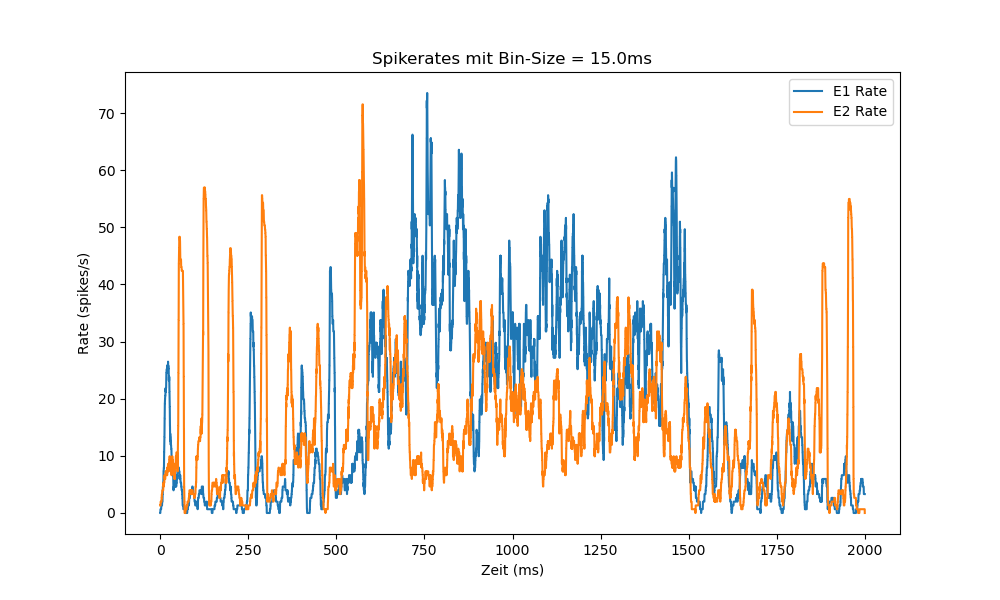 Spikerates mit Bin-Size = 15.0ms
E1 Rate
E2 Rate
Rate (spikes/s)
70
60
50
40
30
20
10
0
0 250 500 750 1000 1250 1500 1750 2000
Zeit (ms)